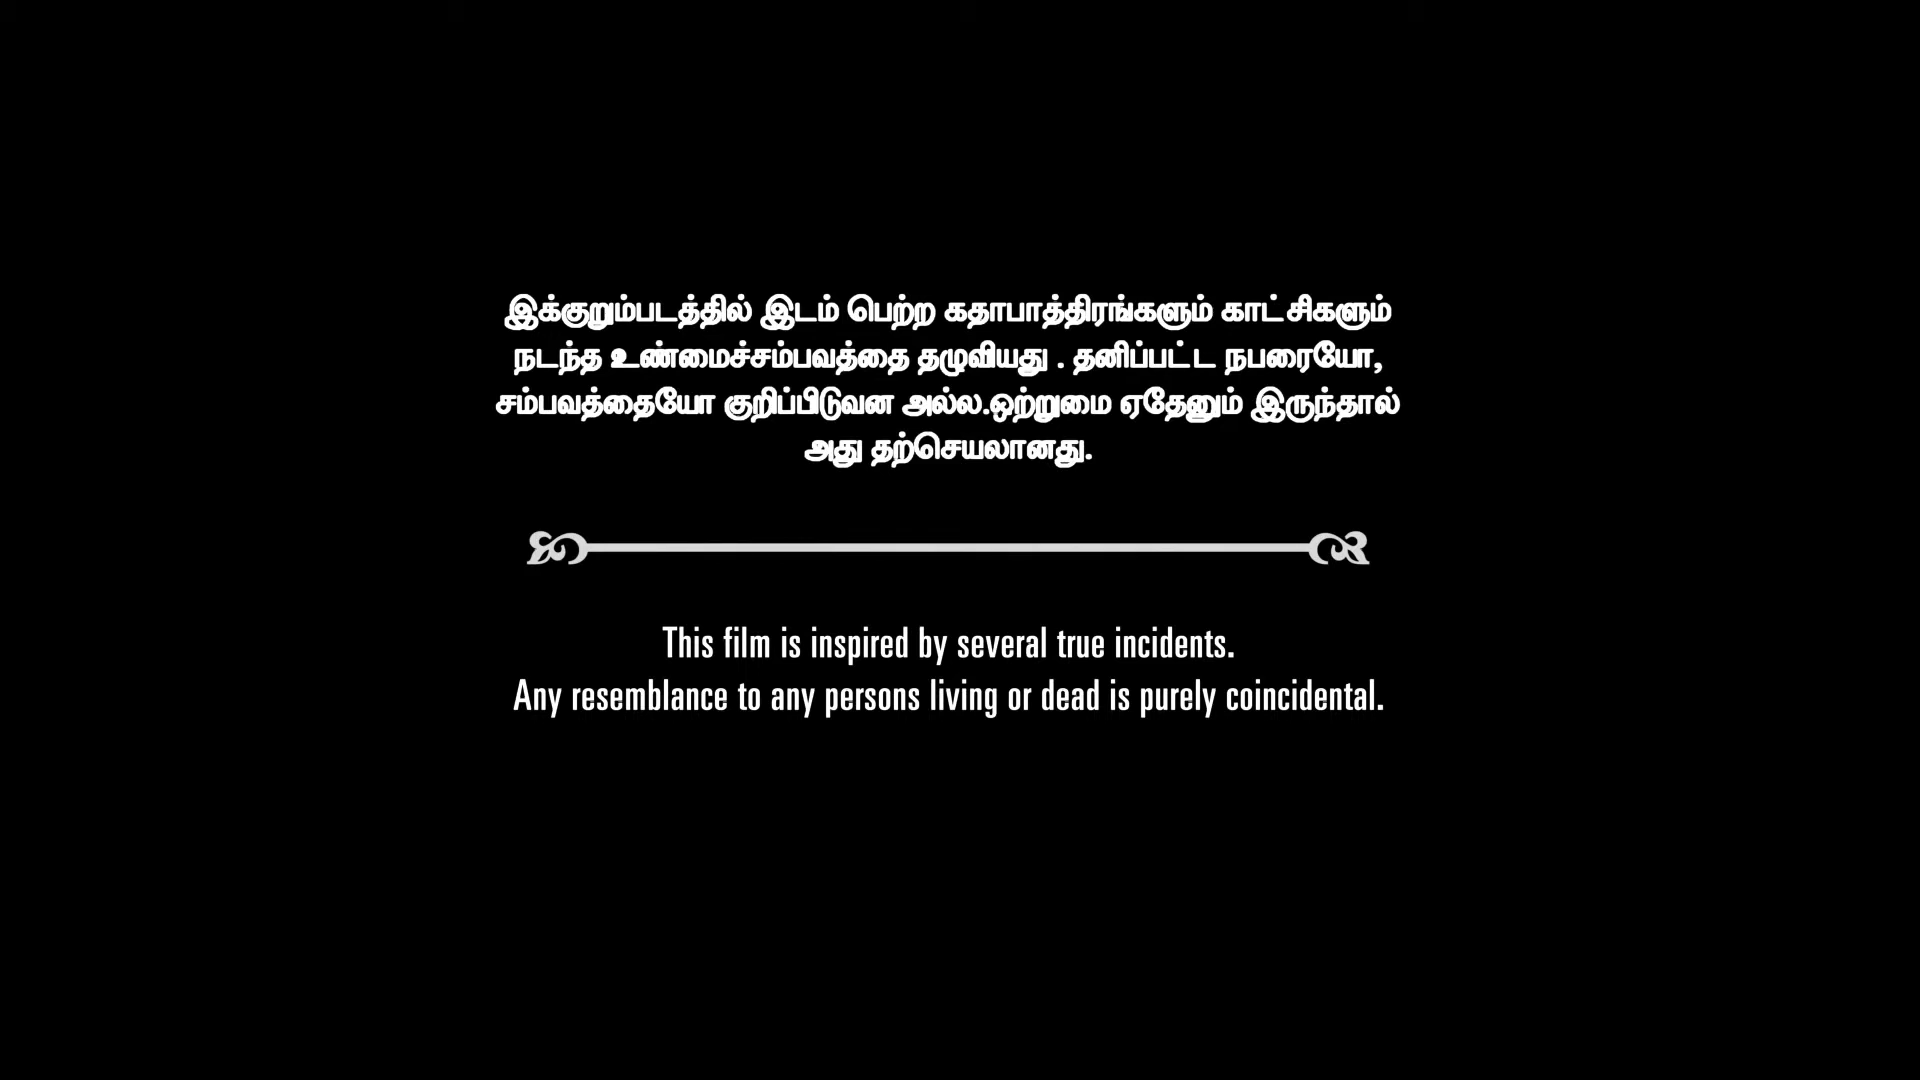 இக்குறும்படத்தில் இடம் பெற்ற கதாபாத்திரங்களும் காட்சிகளும்
நடந்த உண்மைச்சம்பவத்தை தழுவியது . தனிப்பட்ட நபரையோ,
சம்பவத்தையோ குறிப்பிடுவன அல்ல.ஒற்றுமை ஏதேனும் இருந்தால்
அது தற்செயலானது.
This film is inspired by several true incidents.
Any resemblance to any persons living or dead is purely coincidental.